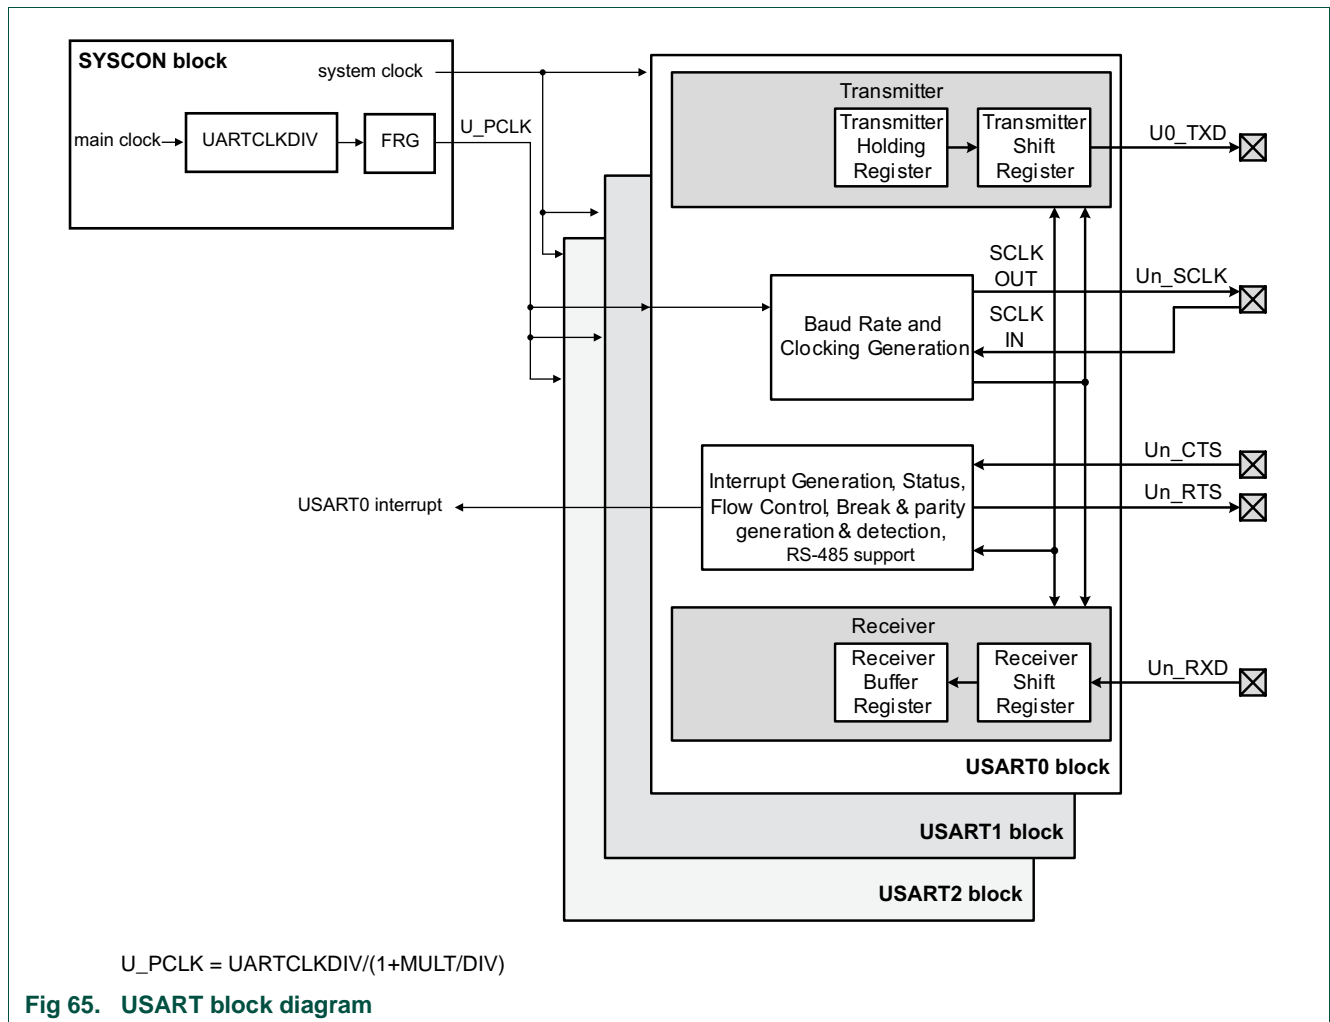 SYSCON block
system clock
main clock
UARTCLKDIV
FRG
U_PCLK
Transmitter
Transmitter
Holding
Register
Transmitter
Shift
Register
U0_TXD
SCLK
OUT
Un_SCLK
SCLK
IN
Baud Rate and
Clocking Generation
Un_CTS
Un_RTS
Interrupt Generation, Status,
Flow Control, Break & parity
generation & detection,
RS-485 support
USART0 interrupt
Receiver
Receiver
Buffer
Register
Receiver
Shift
Register
Un_RXD
USART0 block
USART1 block
USART2 block
U_PCLK = UARTCLKDIV/(1+MULT/DIV)
Fig 65. USART block diagram